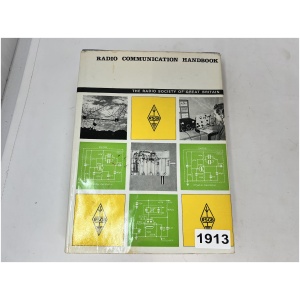 RADIO COMMUNICATION HANDBOOK
THE RADIO SOCIETY OF GREAT BRITAIN
1913